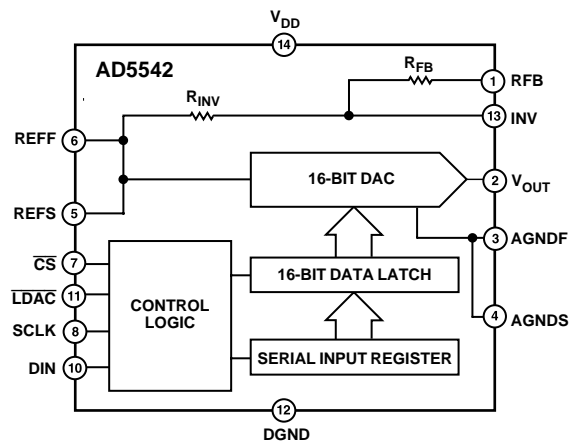 VDD
14
AD5542
RFB
1
RFB
RINV
13
INV
REFF
6
16-BIT DAC
2
VOUT
REFS
5
3
AGNDF
CS
7
16-BIT DATA LATCH
LDAC
11
CONTROL
LOGIC
4
AGNDS
SCLK
8
SERIAL INPUT REGISTER
DIN
10
12
DGND